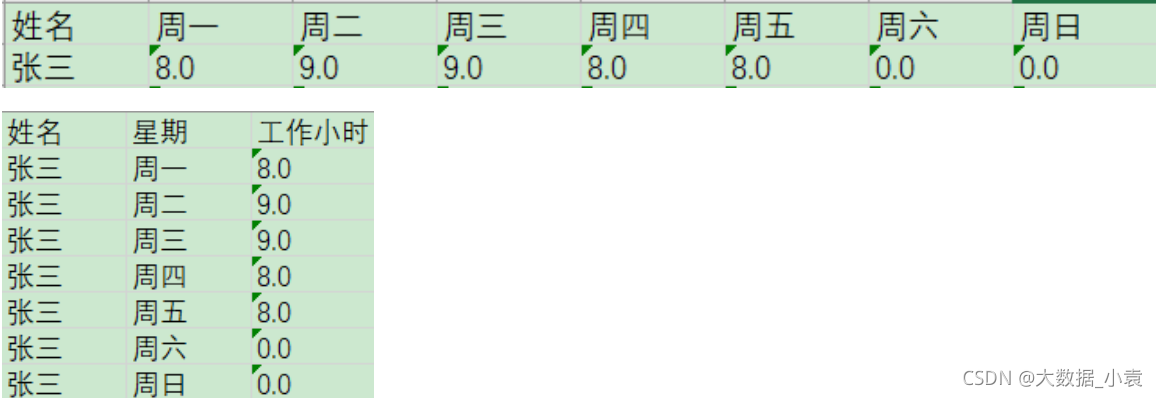 姓名 周一 周二 周三 周四 周五 周六 周日
张三 8.0 9.0 9.0 8.0 8.0 0.0 0.0
姓名 星期 工作小时
张三 周一 8.0
张三 周二 9.0
张三 周三 9.0
张三 周四 8.0
张三 周五 8.0
张三 周六 0.0
张三 周日 0.0
CSDN @大数据_小袁